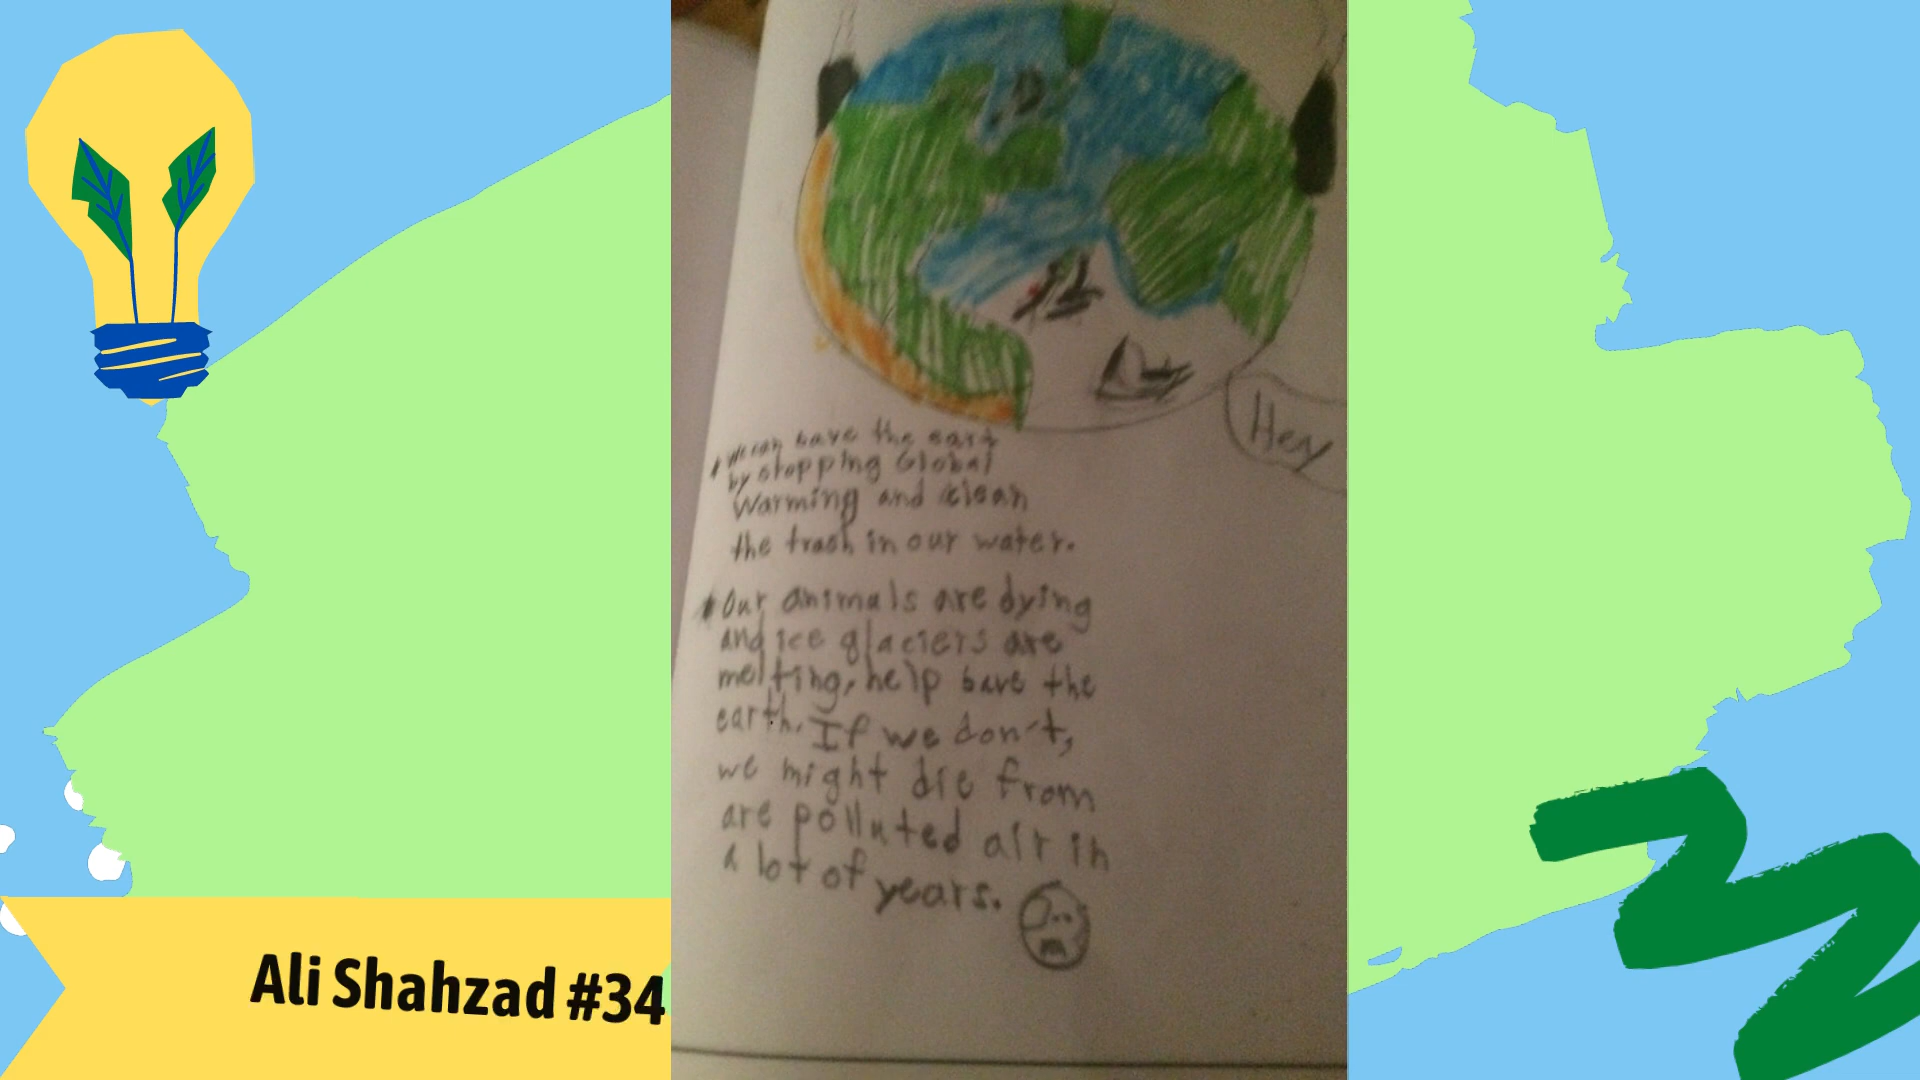 Hey
* We can save the eart
by stopping Global
Warming and clean
the trash in our water.
* Our animals are dying
and ice glaciers are
melting, help save the
earth. If we don't,
we might die from
are polluted air in
a lot of years.
Ali Shahzad #34